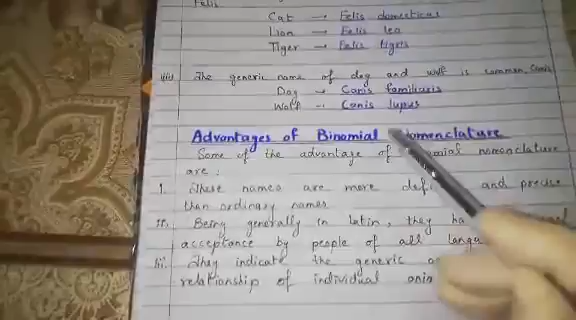 Felis
Cat → Felis domesticus
Lion → Felis leo
Tiger → Felis tigris
iii) The generic name of dog and wolf is common, Canis
Dog → Canis familiaris
Wolf → Canis lupus
Advantages of Binomial
Some of the advantage of nomenclature
are :
i. These names are more and precise
than ordinary names
ii. Being generally in latin, they
acceptance by people of all
iii. They indicate the generic
relationship of individual